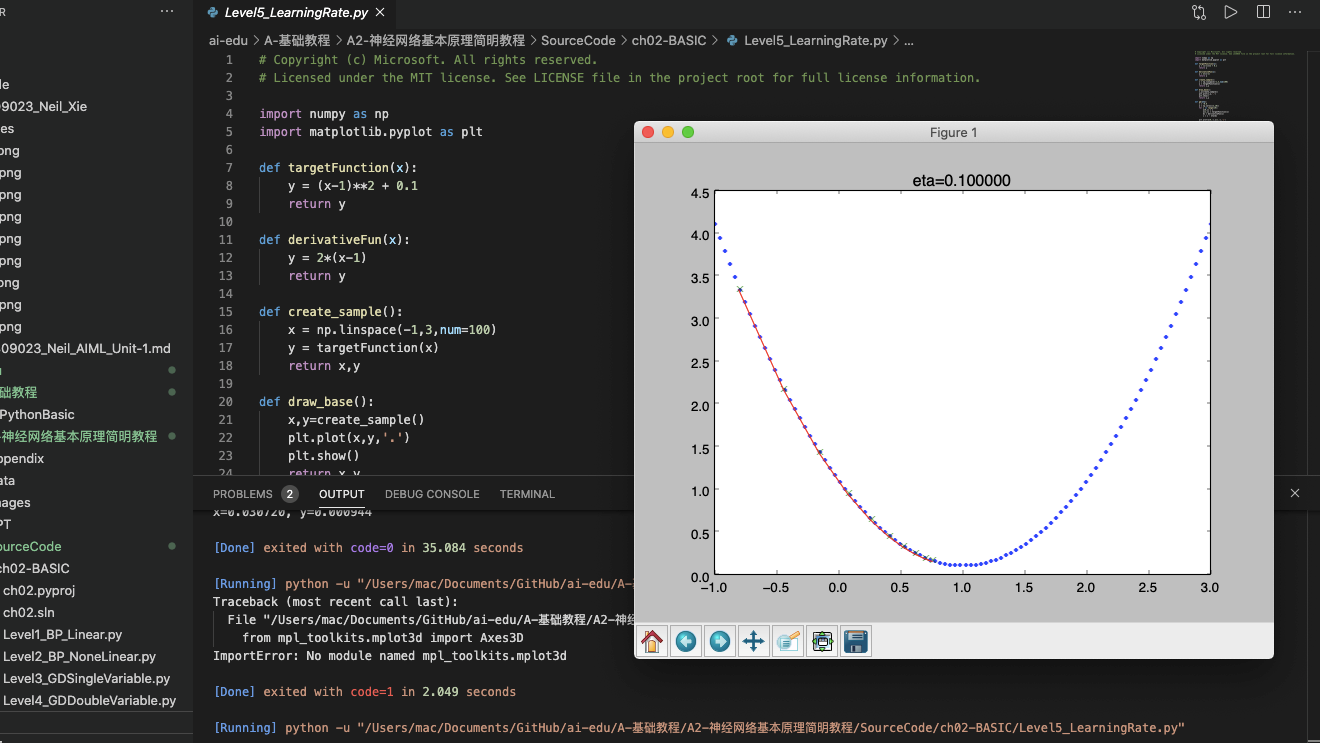 R
···
Level5_LearningRate.py ×
···
ai-edu > A-基础教程 > A2-神经网络基本原理简明教程 > SourceCode > ch02-BASIC > Level5_LearningRate.py > ...
de
09023_Neil_Xie
es
png
png
png
png
png
png
png
png
png
09023_Neil_AIML_Unit-1.md
础教程
PythonBasic
-神经网络基本原理简明教程
ppendix
ata
nages
PT
ourceCode
ch02-BASIC
ch02.pyproj
ch02.sln
Level1_BP_Linear.py
Level2_BP_NoneLinear.py
Level3_GDSingleVariable.py
Level4_GDDoubleVariable.py
1 # Copyright (c) Microsoft. All rights reserved.
2 # Licensed under the MIT license. See LICENSE file in the project root for full license information.
3
4 import numpy as np
5 import matplotlib.pyplot as plt
6
7 def targetFunction(x):
8 y = (x-1)**2 + 0.1
9 return y
10
11 def derivativeFun(x):
12 y = 2*(x-1)
13 return y
14
15 def create_sample():
16 x = np.linspace(-1,3,num=100)
17 y = targetFunction(x)
18 return x,y
19
20 def draw_base():
21 x,y=create_sample()
22 plt.plot(x,y,'.')
23 plt.show()
24 return x,y
PROBLEMS 2 OUTPUT DEBUG CONSOLE TERMINAL
x=0.030720, y=0.000944
[Done] exited with code=0 in 35.084 seconds
[Running] python -u "/Users/mac/Documents/GitHub/ai-edu/A-
Traceback (most recent call last):
File "/Users/mac/Documents/GitHub/ai-edu/A-基础教程/A2-神经
from mpl_toolkits.mplot3d import Axes3D
ImportError: No module named mpl_toolkits.mplot3d
[Done] exited with code=1 in 2.049 seconds
[Running] python -u "/Users/mac/Documents/GitHub/ai-edu/A-基础教程/A2-神经网络基本原理简明教程/SourceCode/ch02-BASIC/Level5_LearningRate.py"
Figure 1
eta=0.100000
4.5
4.0
3.5
3.0
2.5
2.0
1.5
1.0
0.5
0.0
−1.0 −0.5 0.0 0.5 1.0 1.5 2.0 2.5 3.0